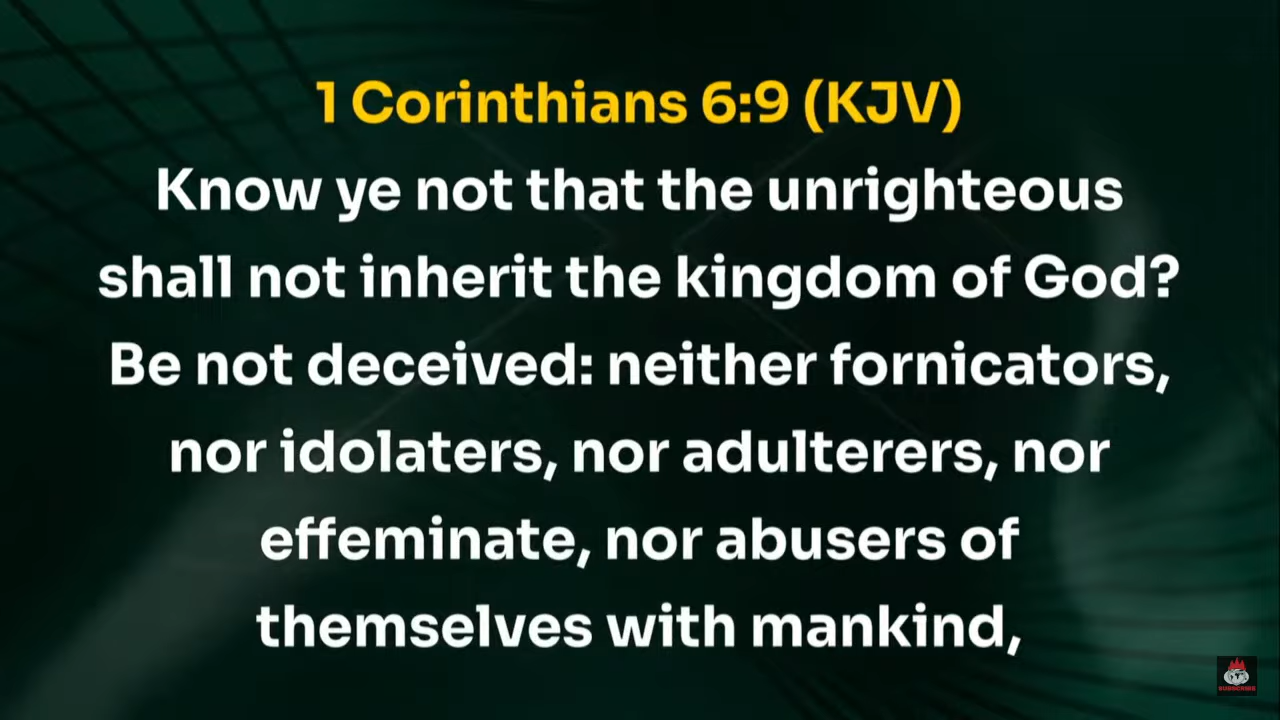 1 Corinthians 6:9 (KJV)
Know ye not that the unrighteous
shall not inherit the kingdom of God?
Be not deceived: neither fornicators,
nor idolaters, nor adulterers, nor
effeminate, nor abusers of
themselves with mankind,
SUBSCRIBE